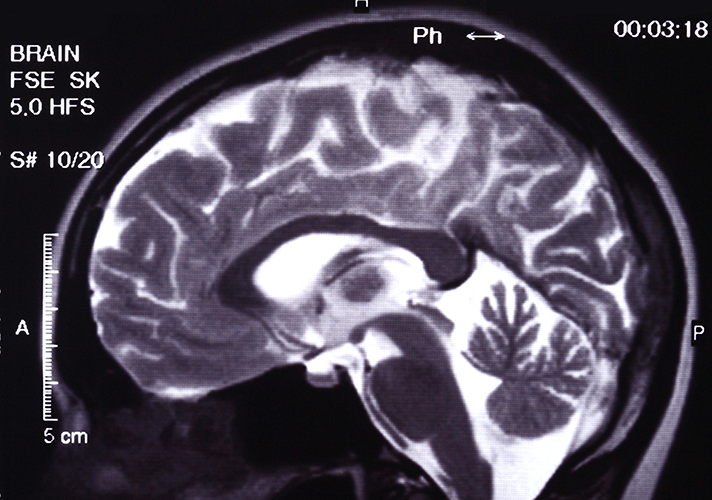 H
Ph
00:03:18
BRAIN
FSE SK
5.0 HFS
S# 10/20
A
P
5 cm